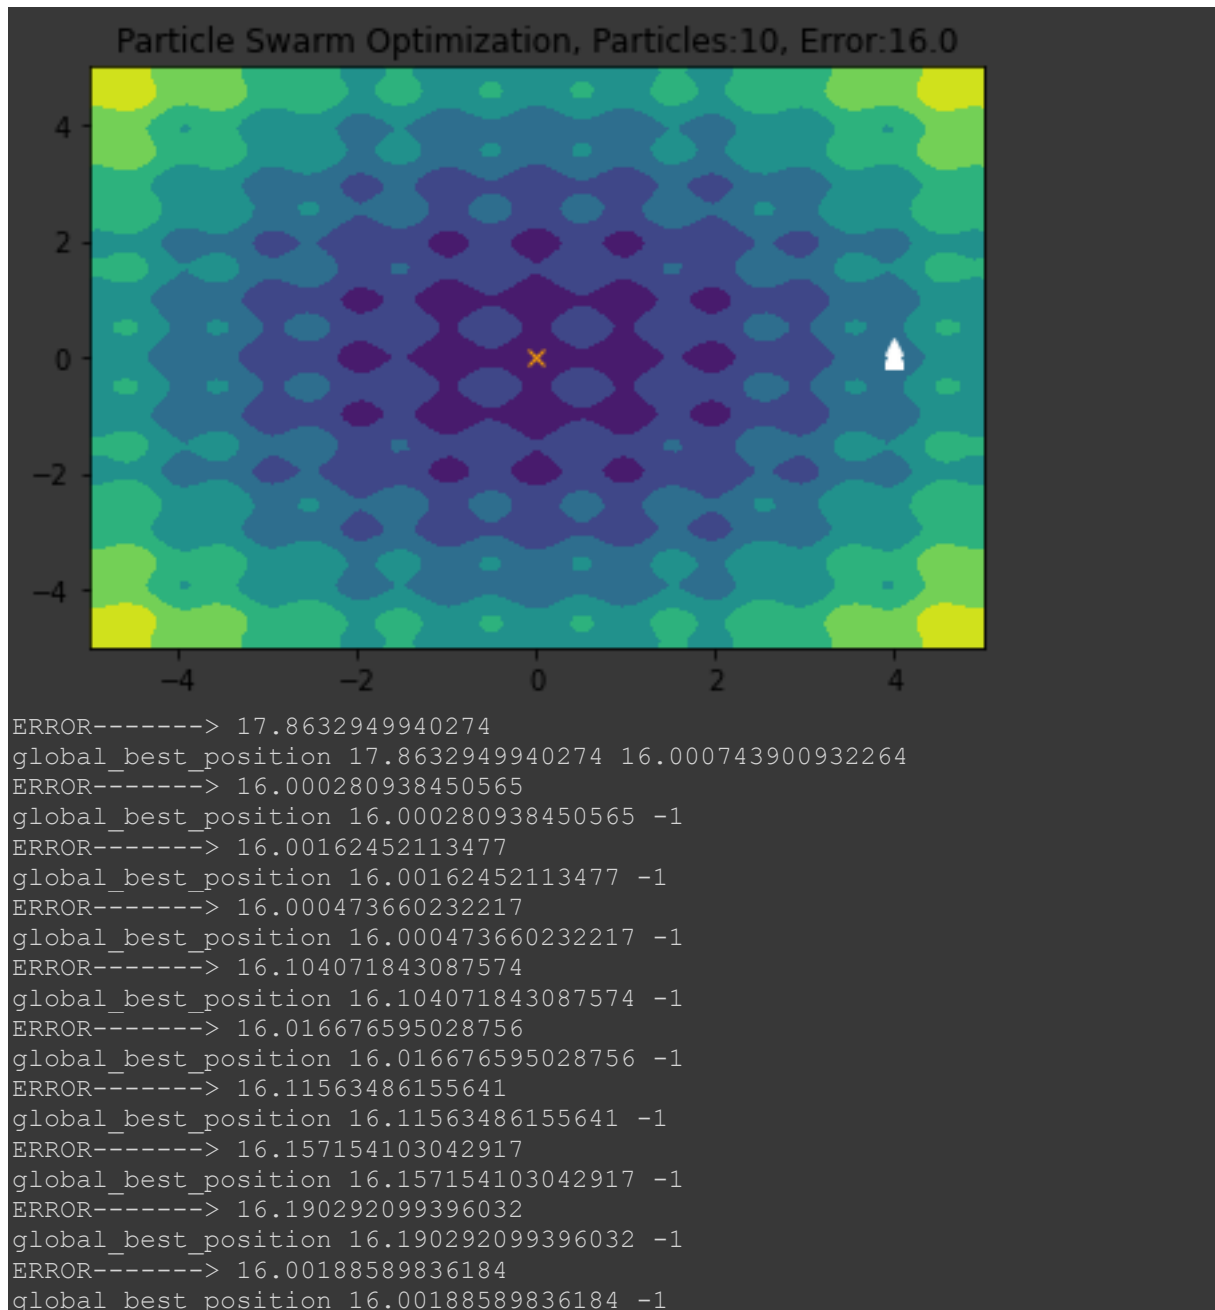 Particle Swarm Optimization, Particles:10, Error:16.0
4
2
0
−2
−4
−4 −2 0 2 4
ERROR-------> 17.8632949940274
global_best_position 17.8632949940274 16.000743900932264
ERROR-------> 16.000280938450565
global_best_position 16.000280938450565 -1
ERROR-------> 16.00162452113477
global_best_position 16.00162452113477 -1
ERROR-------> 16.000473660232217
global_best_position 16.000473660232217 -1
ERROR-------> 16.104071843087574
global_best_position 16.104071843087574 -1
ERROR-------> 16.016676595028756
global_best_position 16.016676595028756 -1
ERROR-------> 16.11563486155641
global_best_position 16.11563486155641 -1
ERROR-------> 16.157154103042917
global_best_position 16.157154103042917 -1
ERROR-------> 16.190292099396032
global_best_position 16.190292099396032 -1
ERROR-------> 16.00188589836184
global_best_position 16.00188589836184 -1